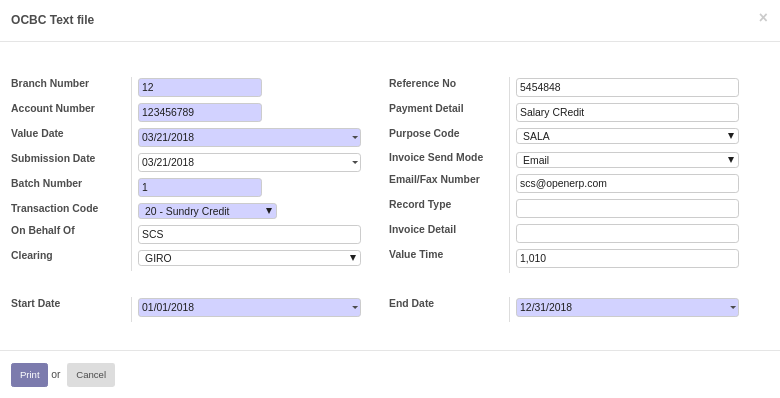 OCBC Text file
×
Branch Number 12
Account Number 123456789
Value Date 03/21/2018
Submission Date 03/21/2018
Batch Number 1
Transaction Code 20 - Sundry Credit
On Behalf Of SCS
Clearing GIRO
Reference No 5454848
Payment Detail Salary CRedit
Purpose Code SALA
Invoice Send Mode Email
Email/Fax Number scs@openerp.com
Record Type
Invoice Detail
Value Time 1,010
Start Date 01/01/2018
End Date 12/31/2018
Print or Cancel